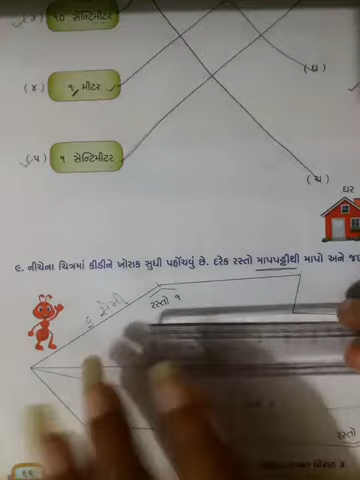 (૩) ૧૦ સેન્ટિમીટર
(ઘ)
(૪) ૧ મીટર
(૫) ૧ સેન્ટિમીટર
(ચ)
ઘર
૯. નીચેના ચિત્રમાં કીડીને ખોરાક સુધી પહોંચવું છે. દરેક રસ્તો માપપટ્ટીથી માપો અને
૬ સેમી
રસ્તો ૧
રસ્તો